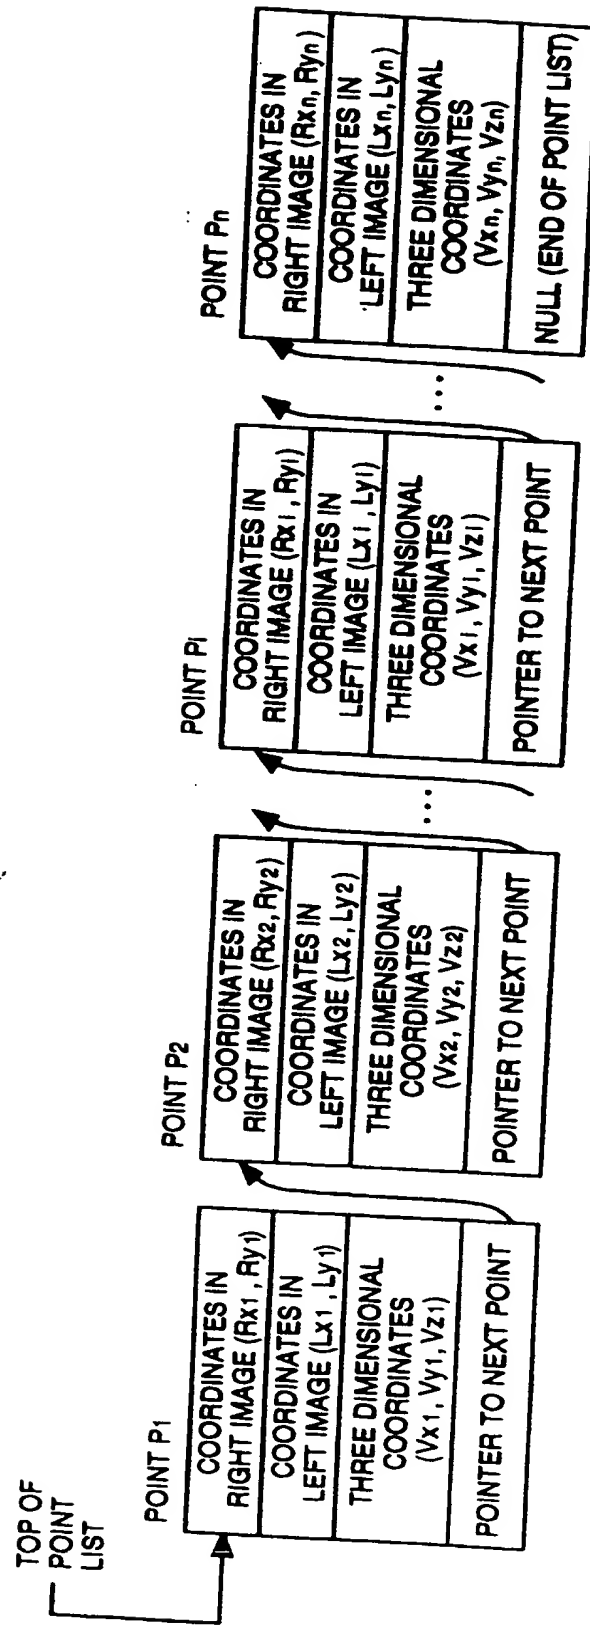 TOP OF
POINT
LIST
POINT P1
COORDINATES IN
RIGHT IMAGE (Rx1, Ry1)
COORDINATES IN
LEFT IMAGE (Lx1, Ly1)
THREE DIMENSIONAL
COORDINATES
(Vx1, Vy1, Vz1)
POINTER TO NEXT POINT
POINT P2
COORDINATES IN
RIGHT IMAGE (Rx2, Ry2)
COORDINATES IN
LEFT IMAGE (Lx2, Ly2)
THREE DIMENSIONAL
COORDINATES
(Vx2, Vy2, Vz2)
POINTER TO NEXT POINT
...
POINT Pi
COORDINATES IN
RIGHT IMAGE (Rxi, Ryi)
COORDINATES IN
LEFT IMAGE (Lxi, Lyi)
THREE DIMENSIONAL
COORDINATES
(Vxi, Vyi, Vzi)
POINTER TO NEXT POINT
...
POINT Pn
COORDINATES IN
RIGHT IMAGE (Rxn, Ryn)
COORDINATES IN
LEFT IMAGE (Lxn, Lyn)
THREE DIMENSIONAL
COORDINATES
(Vxn, Vyn, Vzn)
NULL (END OF POINT LIST)